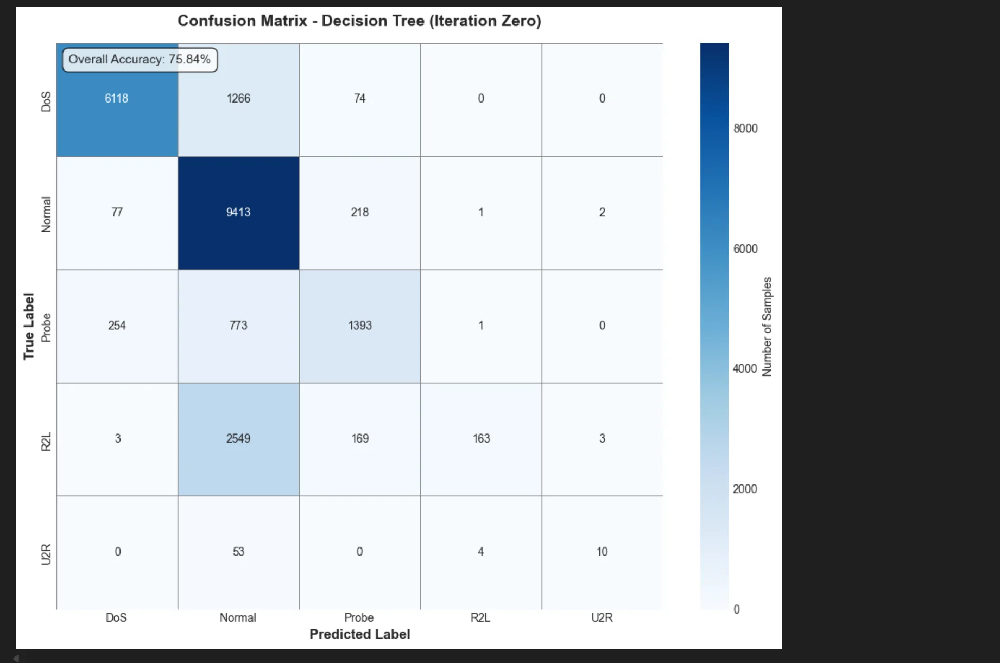 Confusion Matrix - Decision Tree (Iteration Zero)
Overall Accuracy: 75.84%
DoS
6118 1266 74 0 0
Normal
77 9413 218 1 2
Probe
254 773 1393 1 0
R2L
3 2549 169 163 3
U2R
0 53 0 4 10
True Label
DoS Normal Probe R2L U2R
Predicted Label
8000
6000
4000
2000
0
Number of Samples